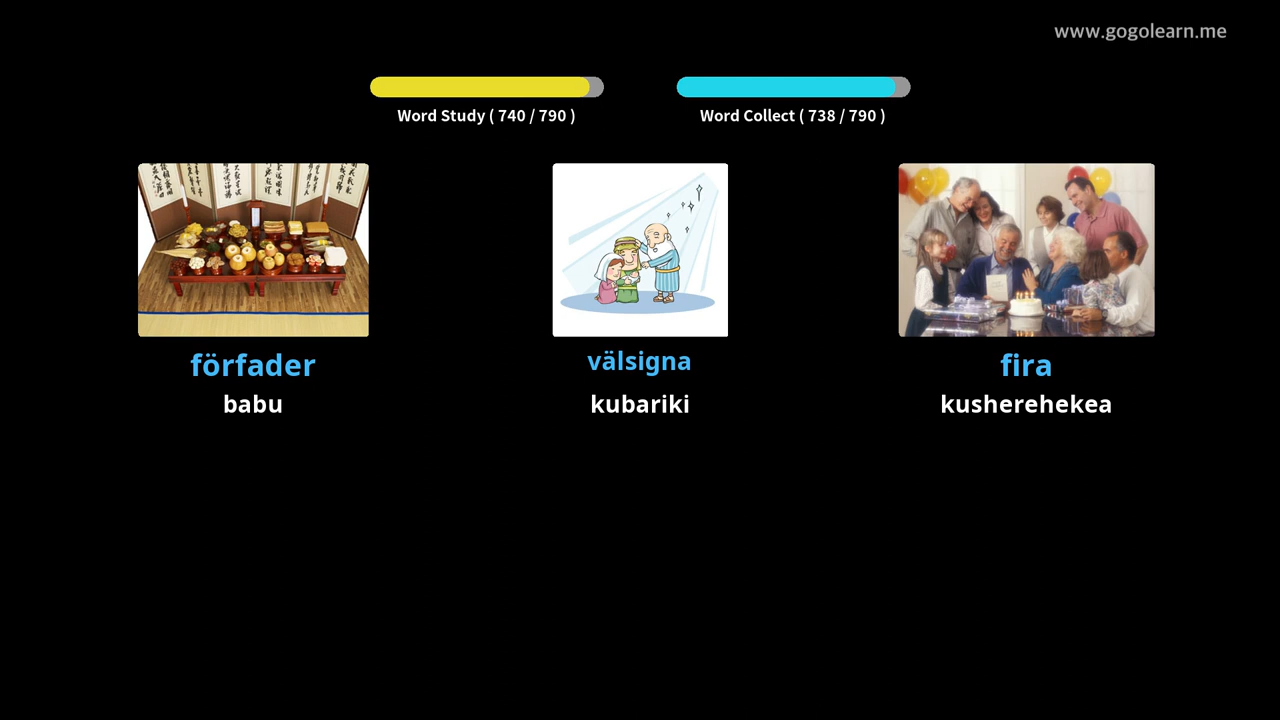 www.gogolearn.me
Word Study ( 740 / 790 )
Word Collect ( 738 / 790 )
förfader
välsigna
fira
babu
kubariki
kusherehekea